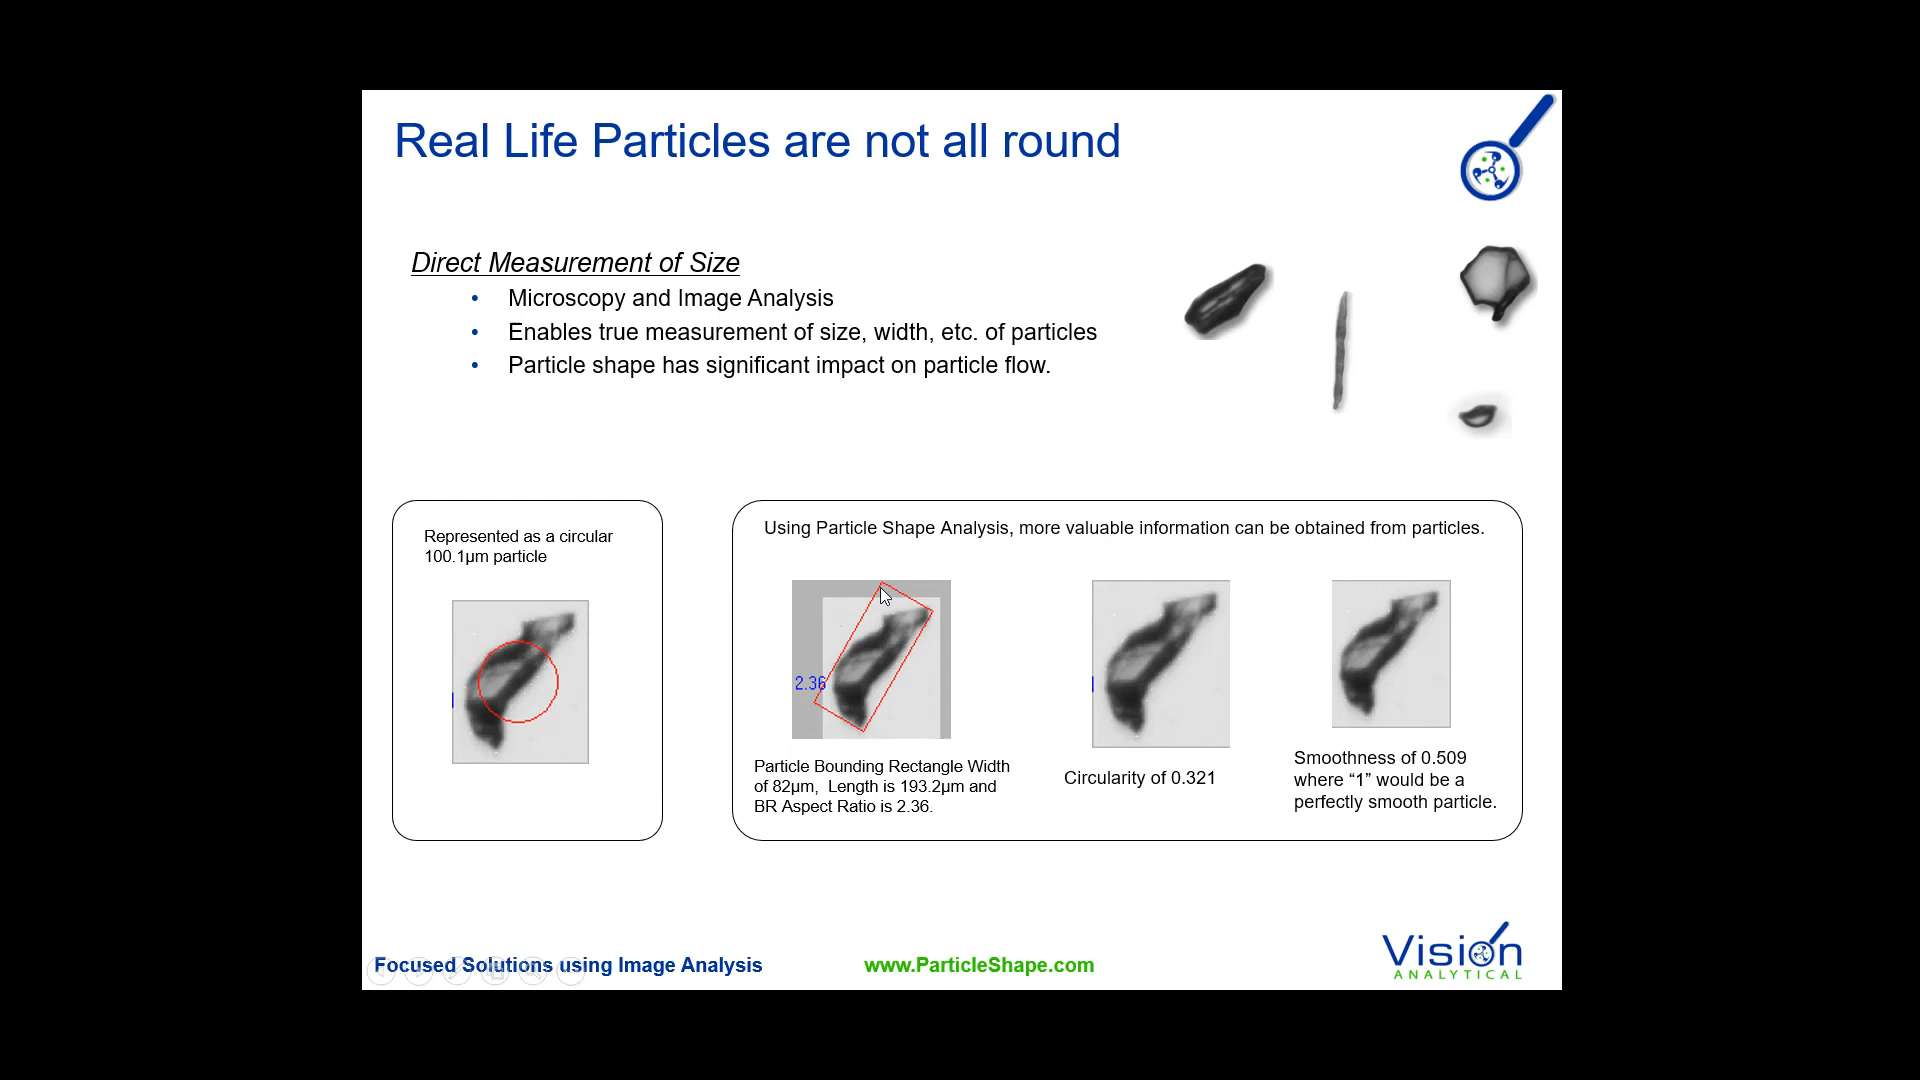 Real Life Particles are not all round
Direct Measurement of Size
• Microscopy and Image Analysis
• Enables true measurement of size, width, etc. of particles
• Particle shape has significant impact on particle flow.
Represented as a circular
100.1µm particle
Using Particle Shape Analysis, more valuable information can be obtained from particles.
2.36
Particle Bounding Rectangle Width
of 82µm, Length is 193.2µm and
BR Aspect Ratio is 2.36.
Circularity of 0.321
Smoothness of 0.509
where “1” would be a
perfectly smooth particle.
Focused Solutions using Image Analysis
www.ParticleShape.com
Vision
ANALYTICAL